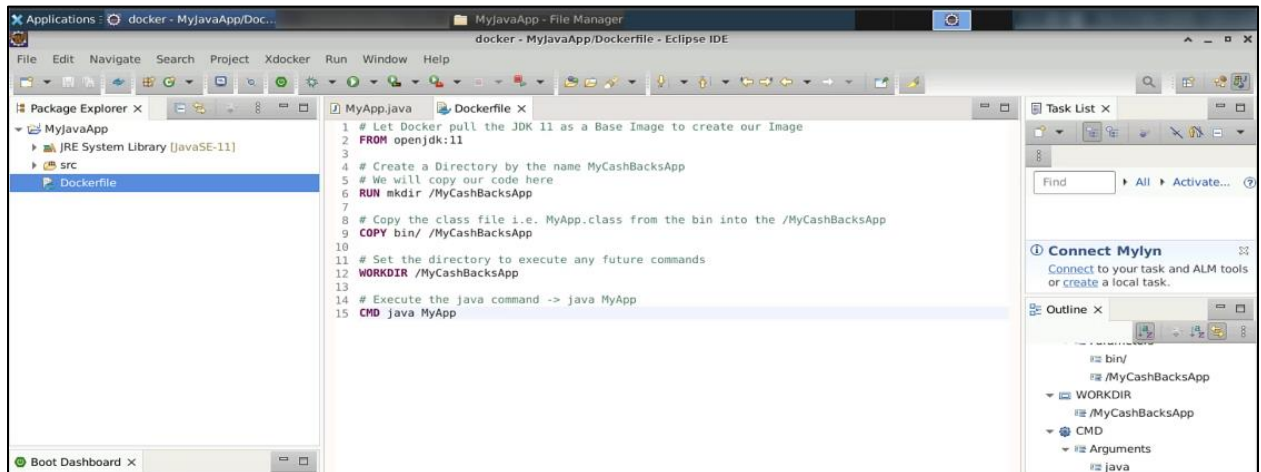 Applications : docker - MyJavaApp/Doc...
MyJavaApp - File Manager
docker - MyJavaApp/Dockerfile - Eclipse IDE
File Edit Navigate Search Project Xdocker Run Window Help
Package Explorer
MyJavaApp
JRE System Library [JavaSE-11]
src
Dockerfile
Boot Dashboard
MyApp.java Dockerfile
1 # Let Docker pull the JDK 11 as a Base Image to create our Image
2 FROM openjdk:11
3
4 # Create a Directory by the name MyCashBacksApp
5 # We will copy our code here
6 RUN mkdir /MyCashBacksApp
7
8 # Copy the class file i.e. MyApp.class from the bin into the /MyCashBacksApp
9 COPY bin/ /MyCashBacksApp
10
11 # Set the directory to execute any future commands
12 WORKDIR /MyCashBacksApp
13
14 # Execute the java command -> java MyApp
15 CMD java MyApp
Task List
Find All Activate...
Connect Mylyn
Connect to your task and ALM tools
or create a local task.
Outline
bin/
/MyCashBacksApp
WORKDIR
/MyCashBacksApp
CMD
Arguments
java